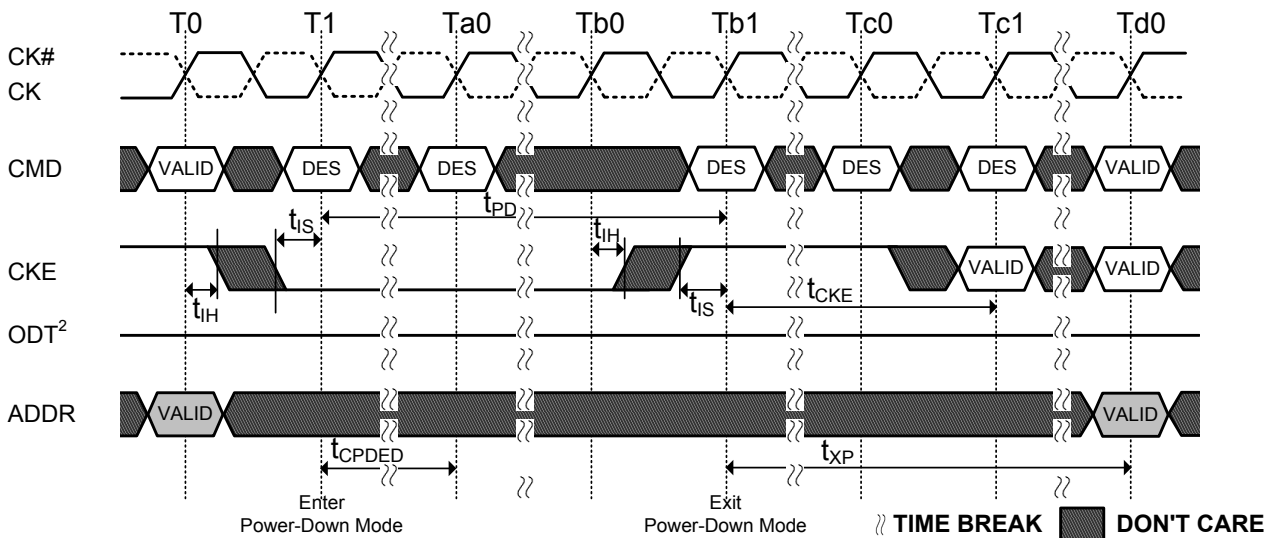 T0 T1 Ta0 Tb0 Tb1 Tc0 Tc1 Td0
CK#
CK
CMD VALID DES DES DES DES DES VALID
tPD
tIS tIH
CKE VALID VALID
tIH tIS tCKE
ODT2
ADDR VALID VALID
tCPDED tXP
Enter
Power-Down Mode
Exit
Power-Down Mode
TIME BREAK DON'T CARE